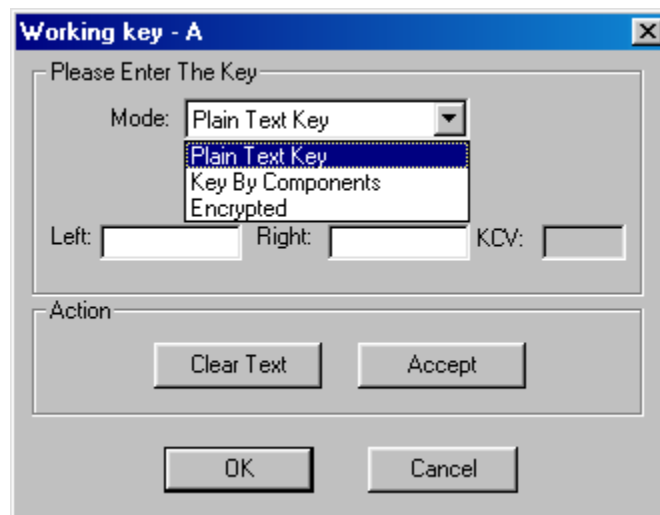 Working key - A
Please Enter The Key
Mode: Plain Text Key
Plain Text Key
Key By Components
Encrypted
Left: Right: KCV:
Action
Clear Text Accept
OK Cancel